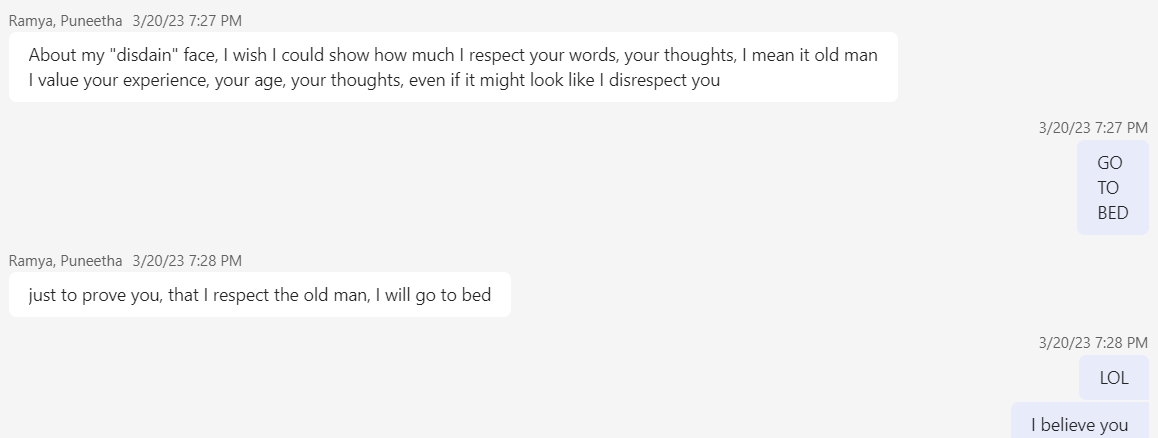 Ramya, Puneetha 3/20/23 7:27 PM
About my "disdain" face, I wish I could show how much I respect your words, your thoughts, I mean it old man
I value your experience, your age, your thoughts, even if it might look like I disrespect you
3/20/23 7:27 PM
GO
TO
BED
Ramya, Puneetha 3/20/23 7:28 PM
just to prove you, that I respect the old man, I will go to bed
3/20/23 7:28 PM
LOL
I believe you